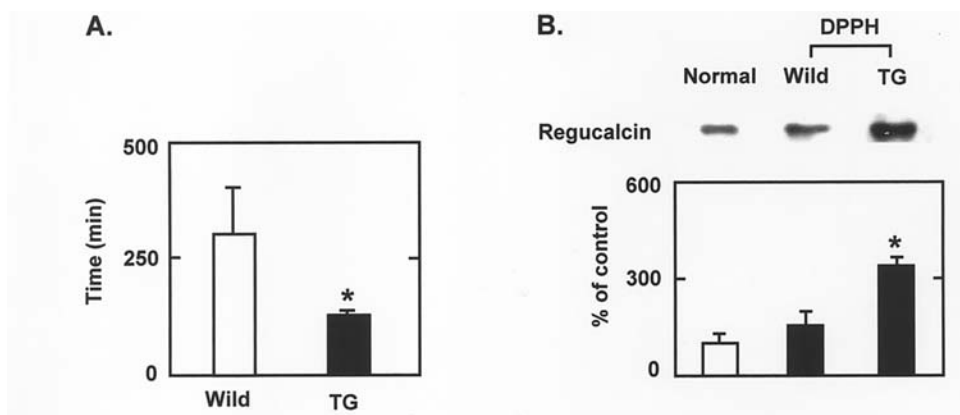 A.
Time (min)
500
250
0
*
Wild TG
B.
DPPH
Normal Wild TG
Regucalcin
% of control
600
300
0
*